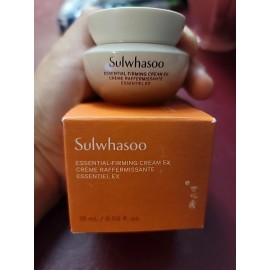 Sulwhasoo
ESSENTIAL FIRMING CREAM EX
CRÈME RAFFERMISSANTE
ESSENTIEL EX
Sulwhasoo
ESSENTIAL FIRMING CREAM EX
CRÈME RAFFERMISSANTE
ESSENTIEL EX